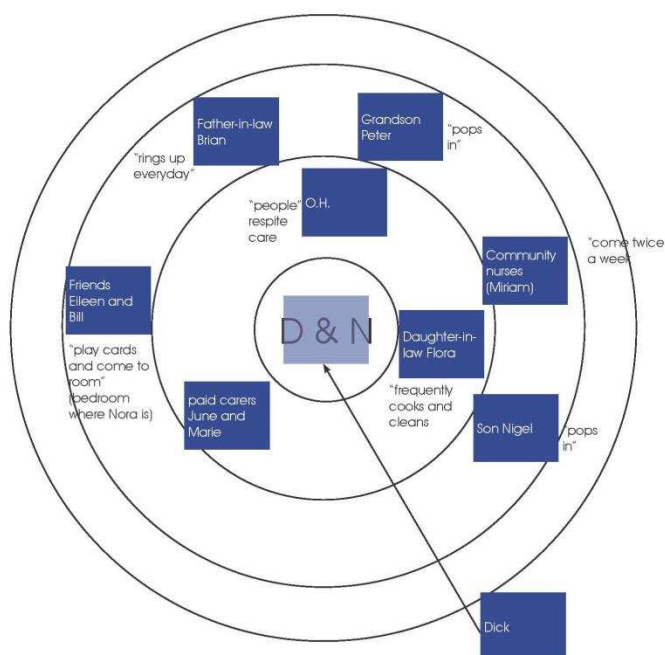 Father-in-law
Brian
Grandson
Peter
"pops
in"
"rings up
everyday"
"people"
respite
care
O.H.
"come twice
a week
Community
nurses
(Miriam)
Friends
Eileen and
Bill
D & N
Daughter-in-
law Flora
"play cards
and come to
room"
(bedroom
where Nora is)
paid carers
June and
Marie
"frequently
cooks and
cleans
Son Nigel
"pops
in"
Dick